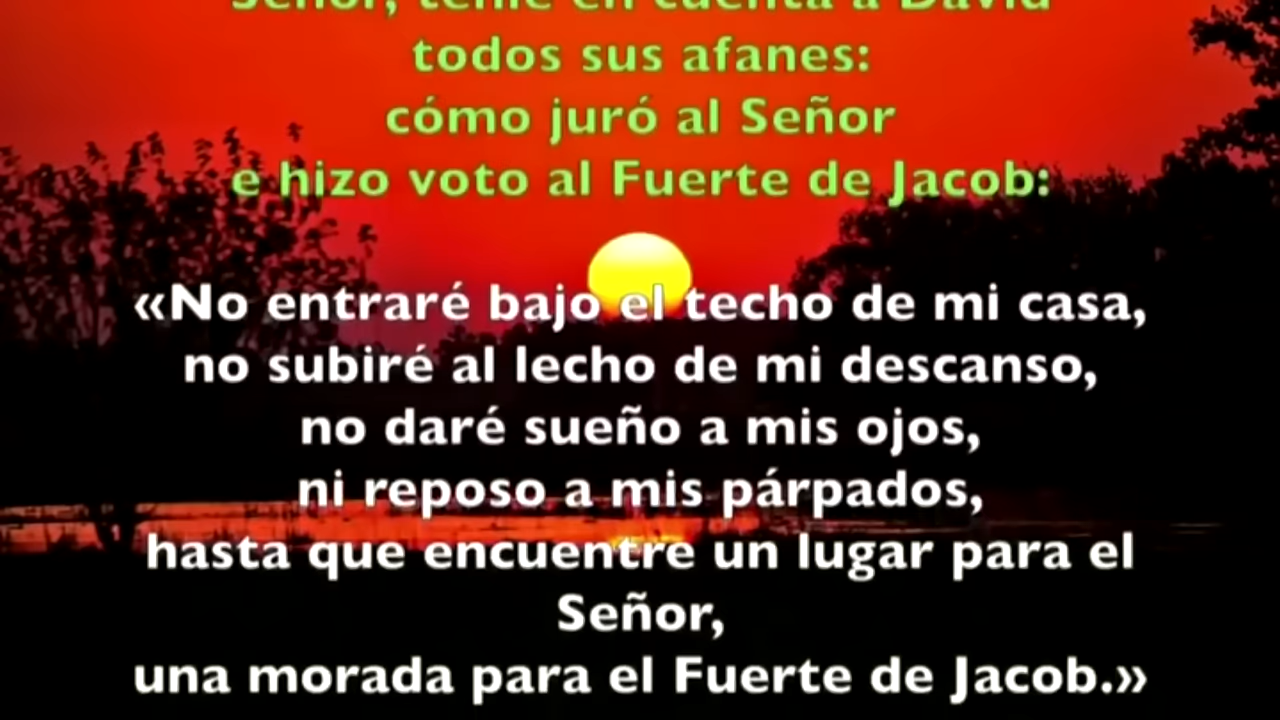 Señor, tenle en cuenta a David
todos sus afanes:
cómo juró al Señor
e hizo voto al Fuerte de Jacob:
«No entraré bajo el techo de mi casa,
no subiré al lecho de mi descanso,
no daré sueño a mis ojos,
ni reposo a mis párpados,
hasta que encuentre un lugar para el
Señor,
una morada para el Fuerte de Jacob.»